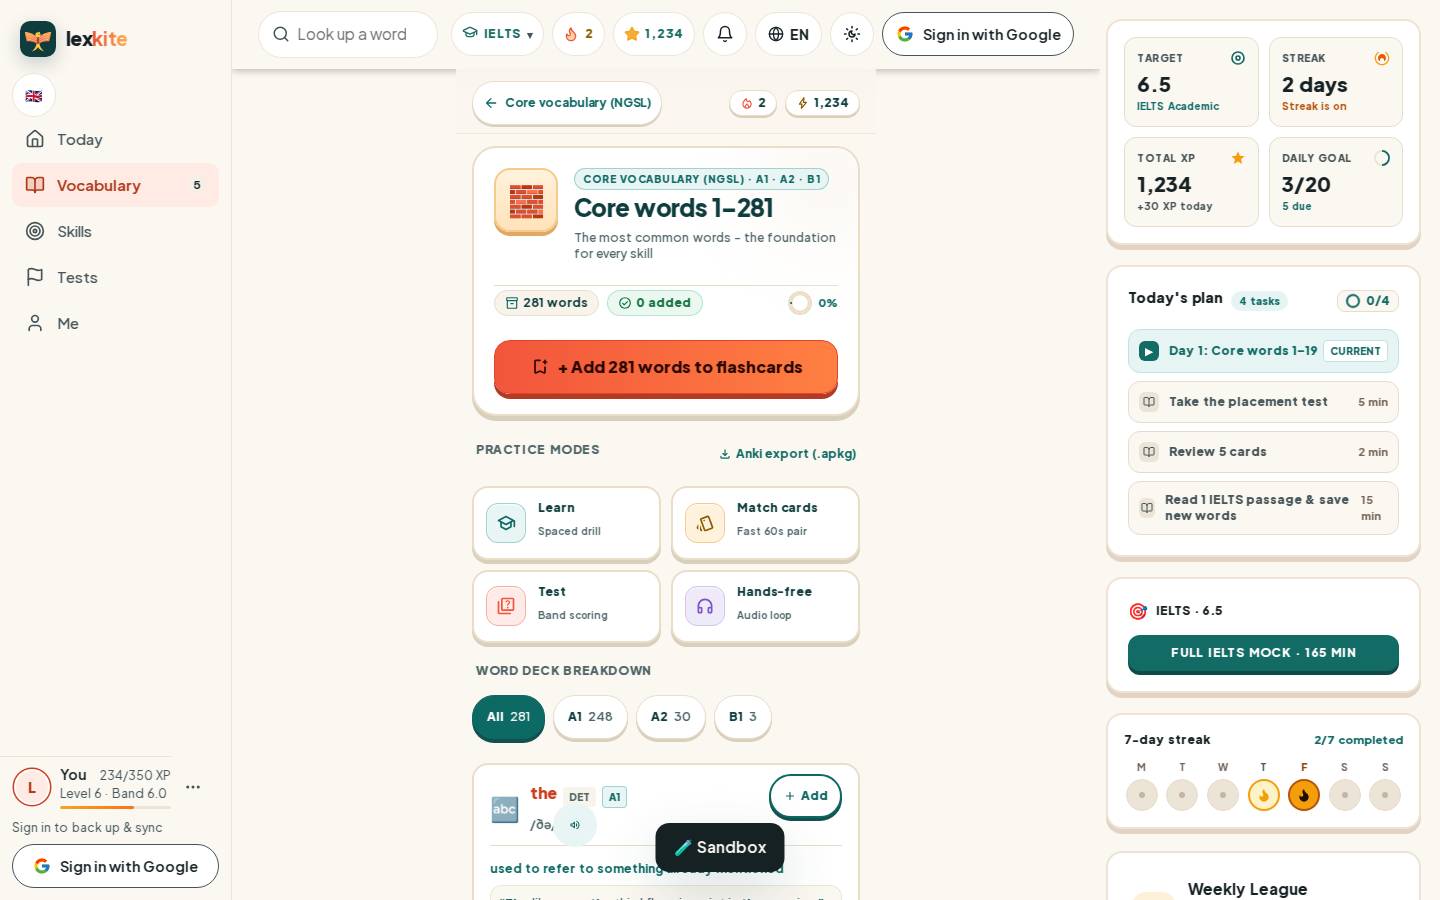 lexkite
Today
Vocabulary 5
Skills
Tests
Me
You 234/350 XP
L
Level 6 · Band 6.0
Sign in to back up & sync
Sign in with Google
Look up a word
IELTS ▾
2
1,234
EN
Sign in with Google
Core vocabulary (NGSL)
2
1,234
CORE VOCABULARY (NGSL) · A1 · A2 · B1
Core words 1–281
The most common words – the foundation
for every skill
281 words
0 added
0%
+ Add 281 words to flashcards
PRACTICE MODES
Anki export (.apkg)
Learn
Spaced drill
Match cards
Fast 60s pair
Test
Band scoring
Hands-free
Audio loop
WORD DECK BREAKDOWN
All 281
A1 248
A2 30
B1 3
abc
the DET A1
+ Add
/ðə/
Sandbox
used to refer to something already mentioned
TARGET
6.5
IELTS Academic
STREAK
2 days
Streak is on
TOTAL XP
1,234
+30 XP today
DAILY GOAL
3/20
5 due
Today's plan 4 tasks 0/4
Day 1: Core words 1–19 CURRENT
Take the placement test 5 min
Review 5 cards 2 min
Read 1 IELTS passage & save 15
new words min
IELTS · 6.5
FULL IELTS MOCK · 165 MIN
7-day streak 2/7 completed
M T W T F S S
Weekly League